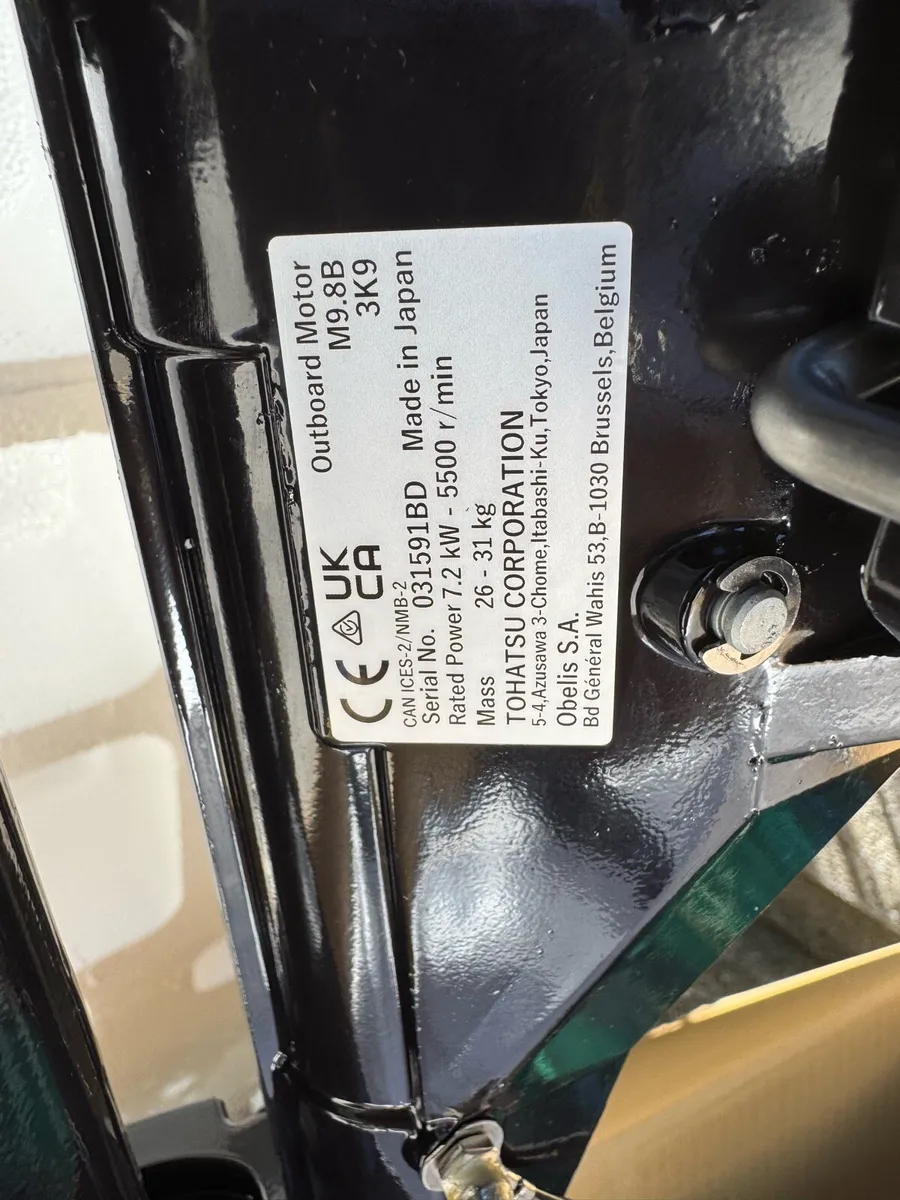 Outboard Motor
M9.8B
3K9
CE UK CA
CAN ICES-2/NMB-2
Serial No. 031591BD Made in Japan
Rated Power 7.2 kW - 5500 r/min
Mass 26 - 31 kg
TOHATSU CORPORATION
5-4,Azusawa 3-Chome,Itabashi-Ku,Tokyo,Japan
Obelis S.A.
Bd Général Wahis 53,B-1030 Brussels,Belgium